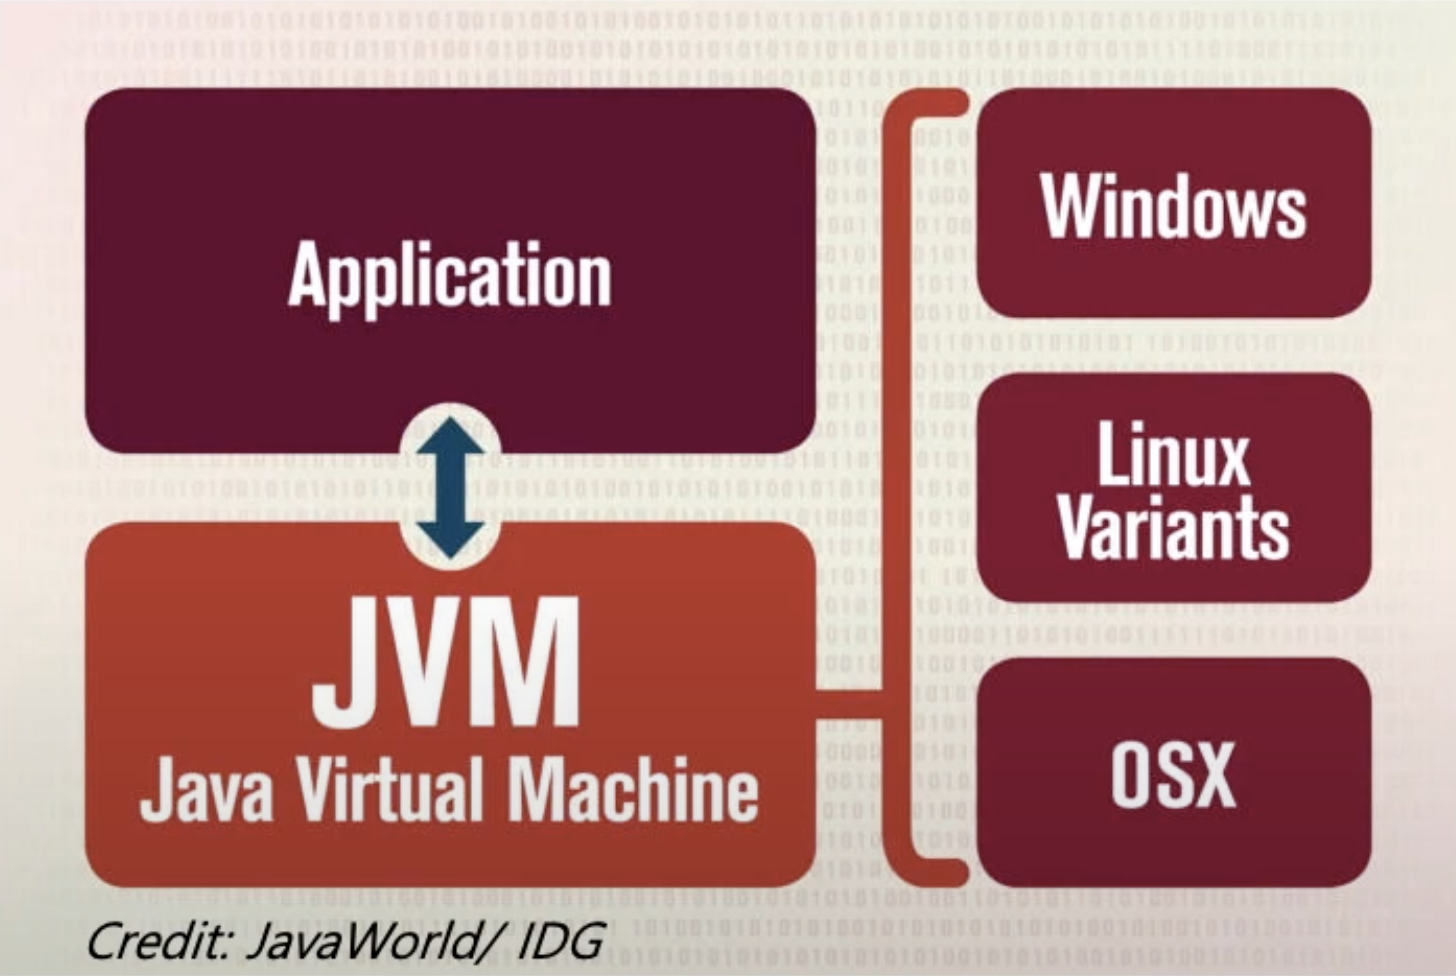 Application
JVM
Java Virtual Machine
Windows
Linux
Variants
OSX
Credit: JavaWorld/ IDG